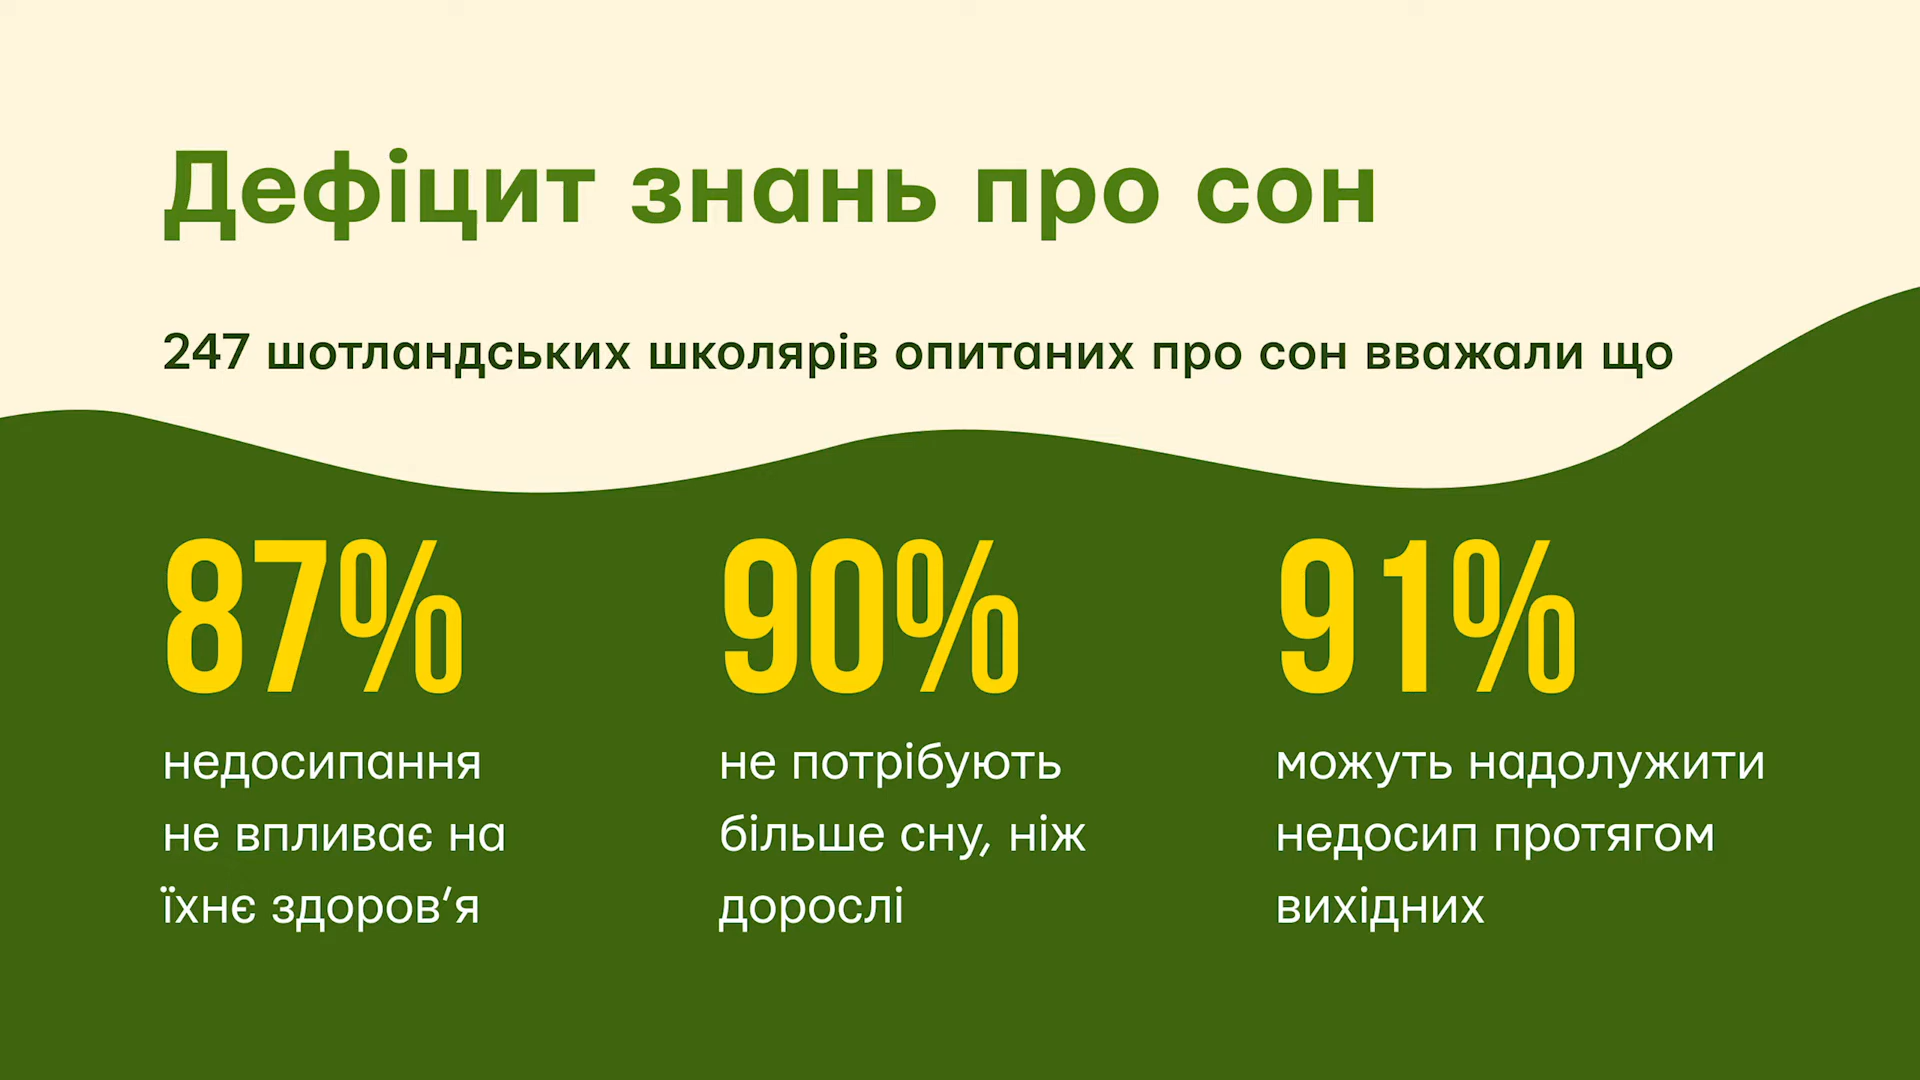 Дефіцит знань про сон
247 шотландських школярів опитаних про сон вважали що
87%
недосипання
не впливає на
їхнє здоров’я
90%
не потрібують
більше сну, ніж
дорослі
91%
можуть надолужити
недосип протягом
вихідних